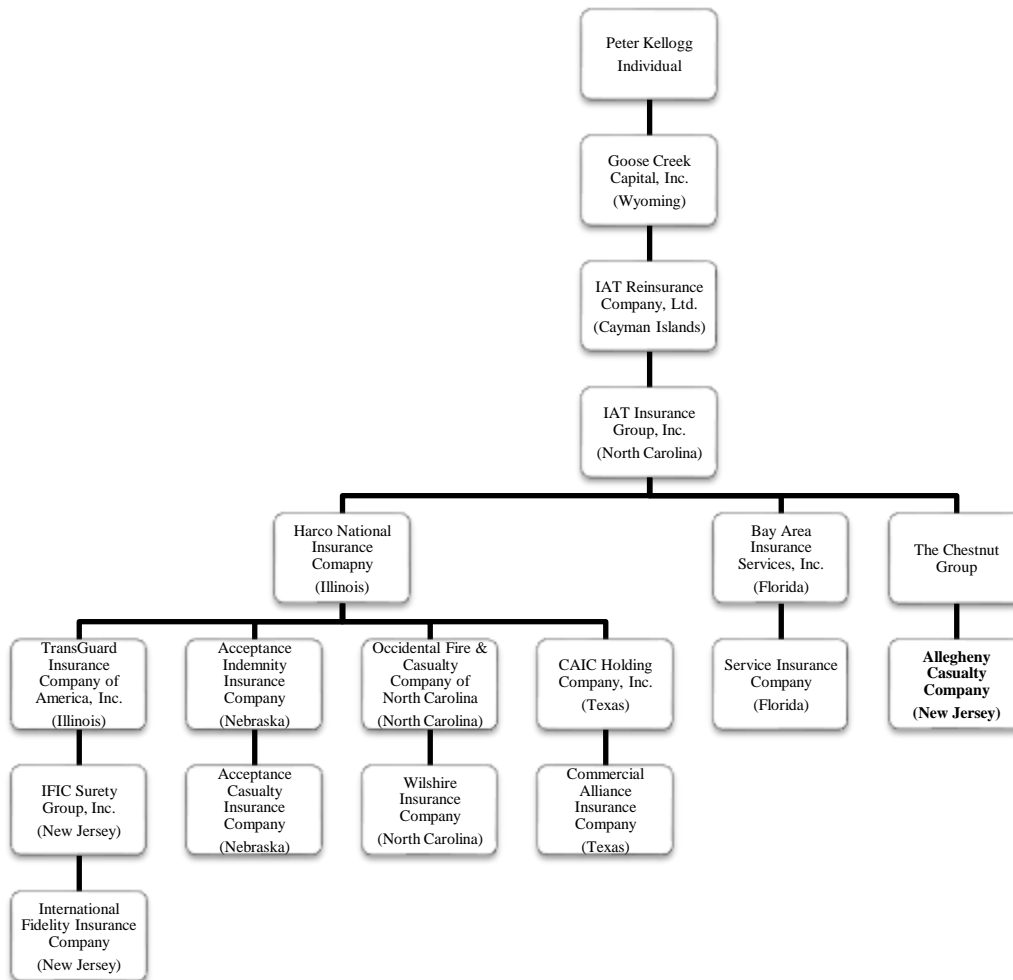 Peter Kellogg
Individual
Goose Creek
Capital, Inc.
(Wyoming)
IAT Reinsurance
Company, Ltd.
(Cayman Islands)
IAT Insurance
Group, Inc.
(North Carolina)
Harco National
Insurance
Comapny
(Illinois)
Bay Area
Insurance
Services, Inc.
(Florida)
The Chestnut
Group
TransGuard
Insurance
Company of
America, Inc.
(Illinois)
Acceptance
Indemnity
Insurance
Company
(Nebraska)
Occidental Fire &
Casualty
Company of
North Carolina
(North Carolina)
CAIC Holding
Company, Inc.
(Texas)
Service Insurance
Company
(Florida)
Allegheny
Casualty
Company
(New Jersey)
IFIC Surety
Group, Inc.
(New Jersey)
Acceptance
Casualty
Insurance
Company
(Nebraska)
Wilshire
Insurance
Company
(North Carolina)
Commercial
Alliance
Insurance
Company
(Texas)
International
Fidelity Insurance
Company
(New Jersey)